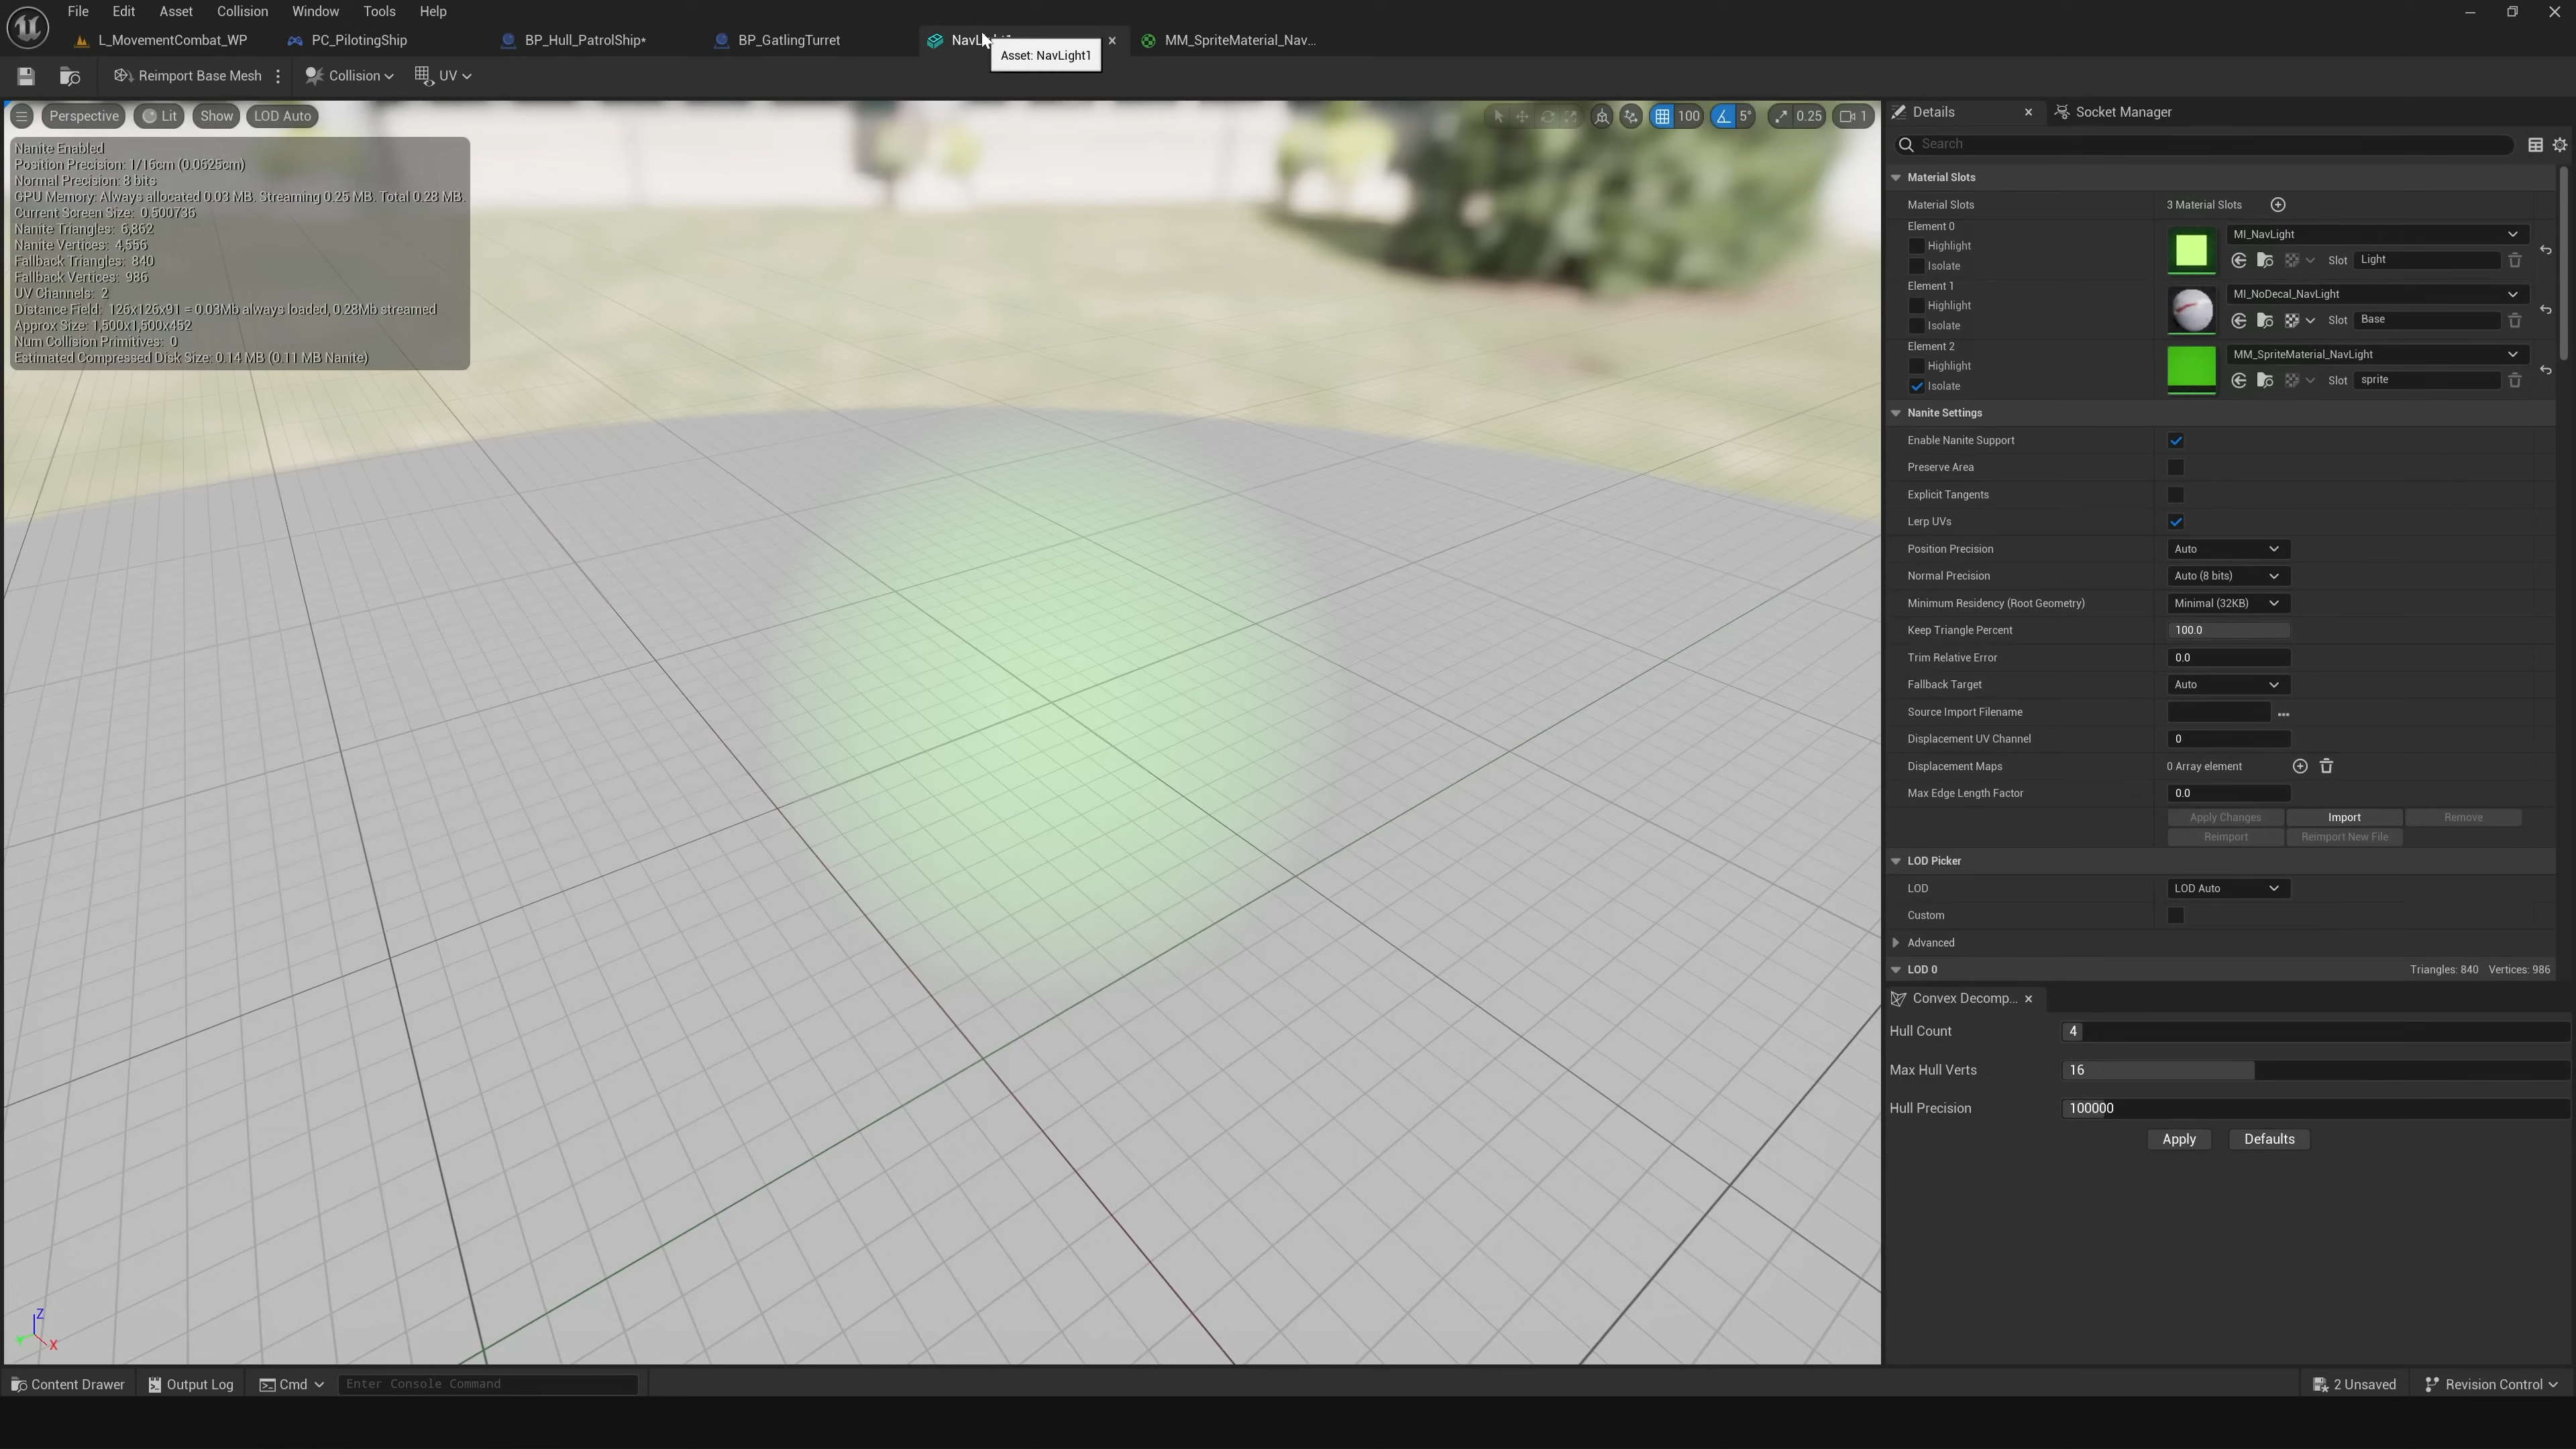 File Edit Asset Collision Window Tools Help
L_MovementCombat_WP PC_PilotingShip BP_Hull_PatrolShip* BP_GatlingTurret MM_SpriteMaterial_Nav...
Asset: NavLight1
Reimport Base Mesh Collision UV
Perspective Lit Show LOD Auto 100 5° 0.25 1
Nanite Enabled
Position Precision: 1/16cm (0.0625cm)
Normal Precision: 8 bits
GPU Memory: Always allocated 0.03 MB. Streaming 0.25 MB. Total 0.28 MB.
Current Screen Size: 0.500736
Nanite Triangles: 6,862
Nanite Vertices: 4,556
Fallback Triangles: 840
Fallback Vertices: 986
UV Channels: 2
Distance Field: 126x126x91 = 0.03Mb always loaded, 0.28Mb streamed
Approx Size: 1,500x1,500x452
Num Collision Primitives: 0
Estimated Compressed Disk Size: 0.14 MB (0.11 MB Nanite)
Z
X
Details Socket Manager
Search
Material Slots
Material Slots 3 Material Slots
Element 0
Highlight
Isolate
MI_NavLight
Slot Light
Element 1
Highlight
Isolate
MI_NoDecal_NavLight
Slot Base
Element 2
Highlight
Isolate
MM_SpriteMaterial_NavLight
Slot sprite
Nanite Settings
Enable Nanite Support
Preserve Area
Explicit Tangents
Lerp UVs
Position Precision Auto
Normal Precision Auto (8 bits)
Minimum Residency (Root Geometry) Minimal (32KB)
Keep Triangle Percent 100.0
Trim Relative Error 0.0
Fallback Target Auto
Source Import Filename ...
Displacement UV Channel 0
Displacement Maps 0 Array element
Max Edge Length Factor 0.0
Apply Changes Import Remove
Reimport Reimport New File
LOD Picker
LOD LOD Auto
Custom
Advanced
LOD 0 Triangles: 840 Vertices: 986
Convex Decomp...
Hull Count 4
Max Hull Verts 16
Hull Precision 100000
Apply Defaults
Content Drawer Output Log Cmd Enter Console Command 2 Unsaved Revision Control